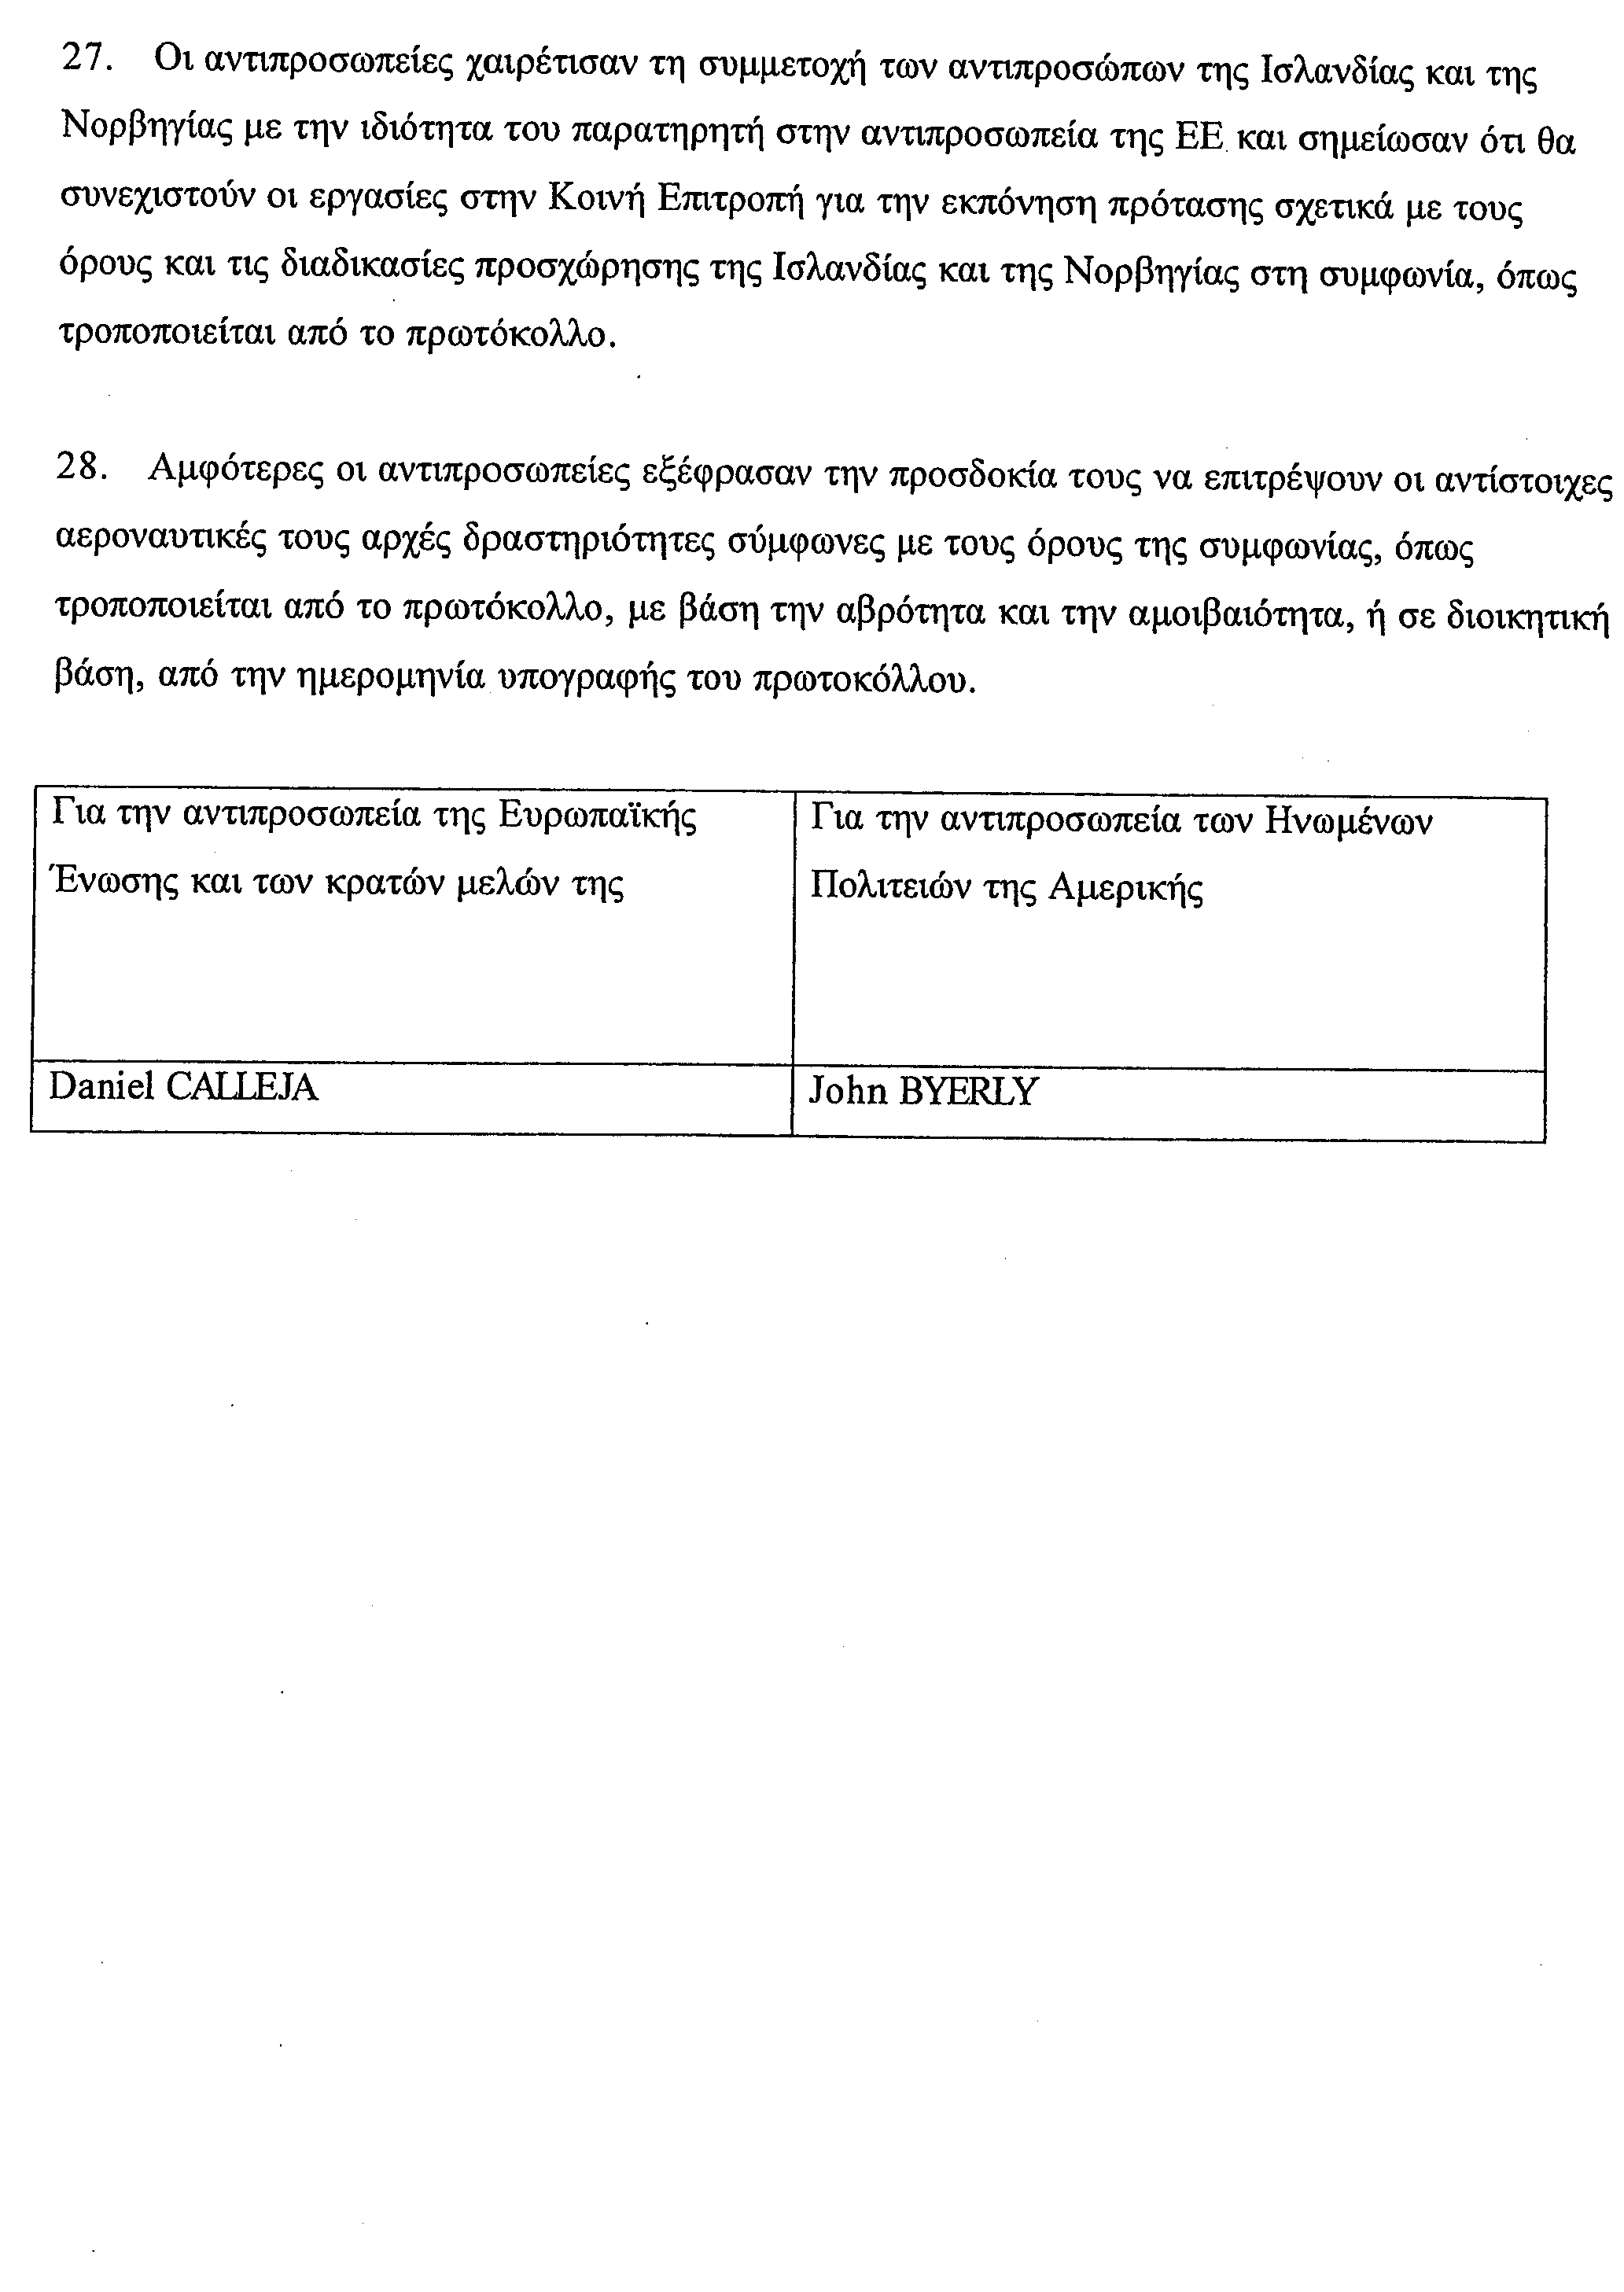 27. Οι αντιπροσωπείες χαιρέτισαν τη συμμετοχή των αντιπροσώπων της Ισλανδίας και της
Νορβηγίας με την ιδιότητα του παρατηρητή στην αντιπροσωπεία της ΕΕ και σημείωσαν ότι θα
συνεχιστούν οι εργασίες στην Κοινή Επιτροπή για την εκπόνηση πρότασης σχετικά με τους
όρους και τις διαδικασίες προσχώρησης της Ισλανδίας και της Νορβηγίας στη συμφωνία, όπως
τροποποιείται από το πρωτόκολλο.
28. Αμφότερες οι αντιπροσωπείες εξέφρασαν την προσδοκία τους να επιτρέψουν οι αντίστοιχες
αεροναυτικές τους αρχές δραστηριότητες σύμφωνες με τους όρους της συμφωνίας, όπως
τροποποιείται από το πρωτόκολλο, με βάση την αβρότητα και την αμοιβαιότητα, ή σε διοικητική
βάση, από την ημερομηνία υπογραφής του πρωτοκόλλου.
Για την αντιπροσωπεία της Ευρωπαϊκής
Ένωσης και των κρατών μελών της
Για την αντιπροσωπεία των Ηνωμένων
Πολιτειών της Αμερικής
Daniel CALLEJA
John BYERLY